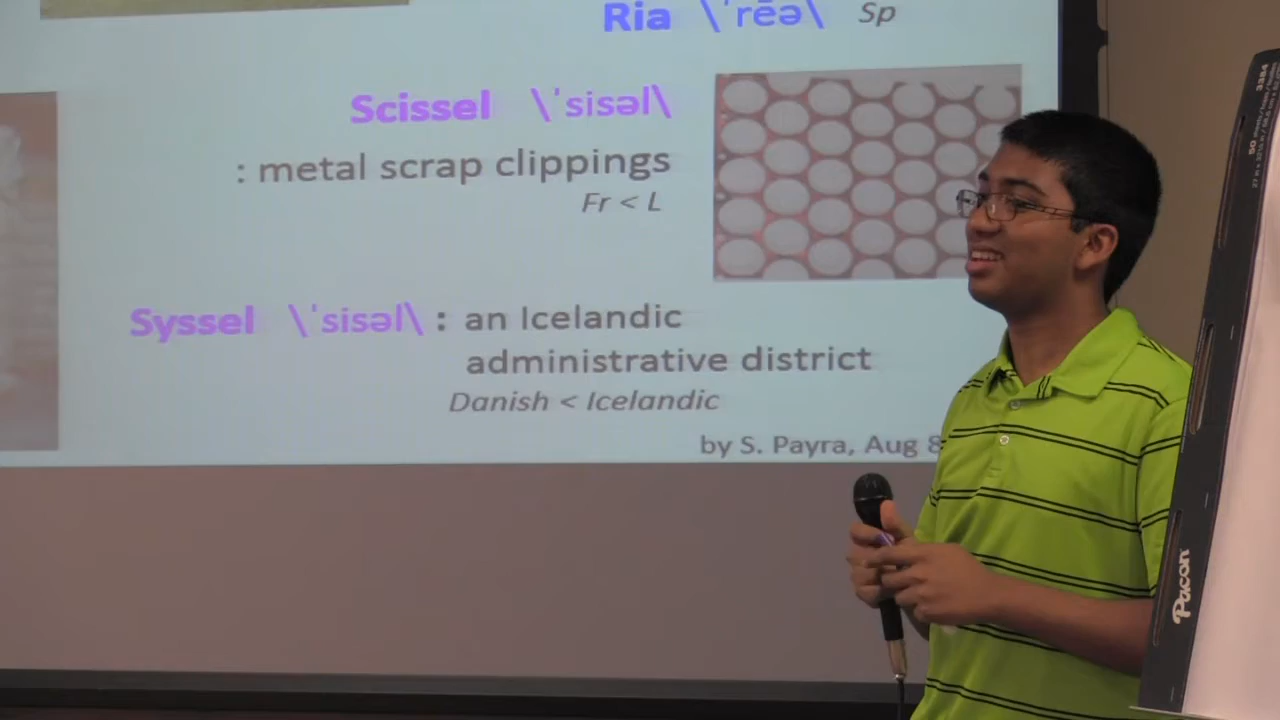 Ria \ˈrēə\ Sp
Scissel \ˈsisəl\
: metal scrap clippings
Fr < L
Syssel \ˈsisəl\ : an Icelandic
administrative district
Danish < Icelandic
by S. Payra, Aug 8
Pacon